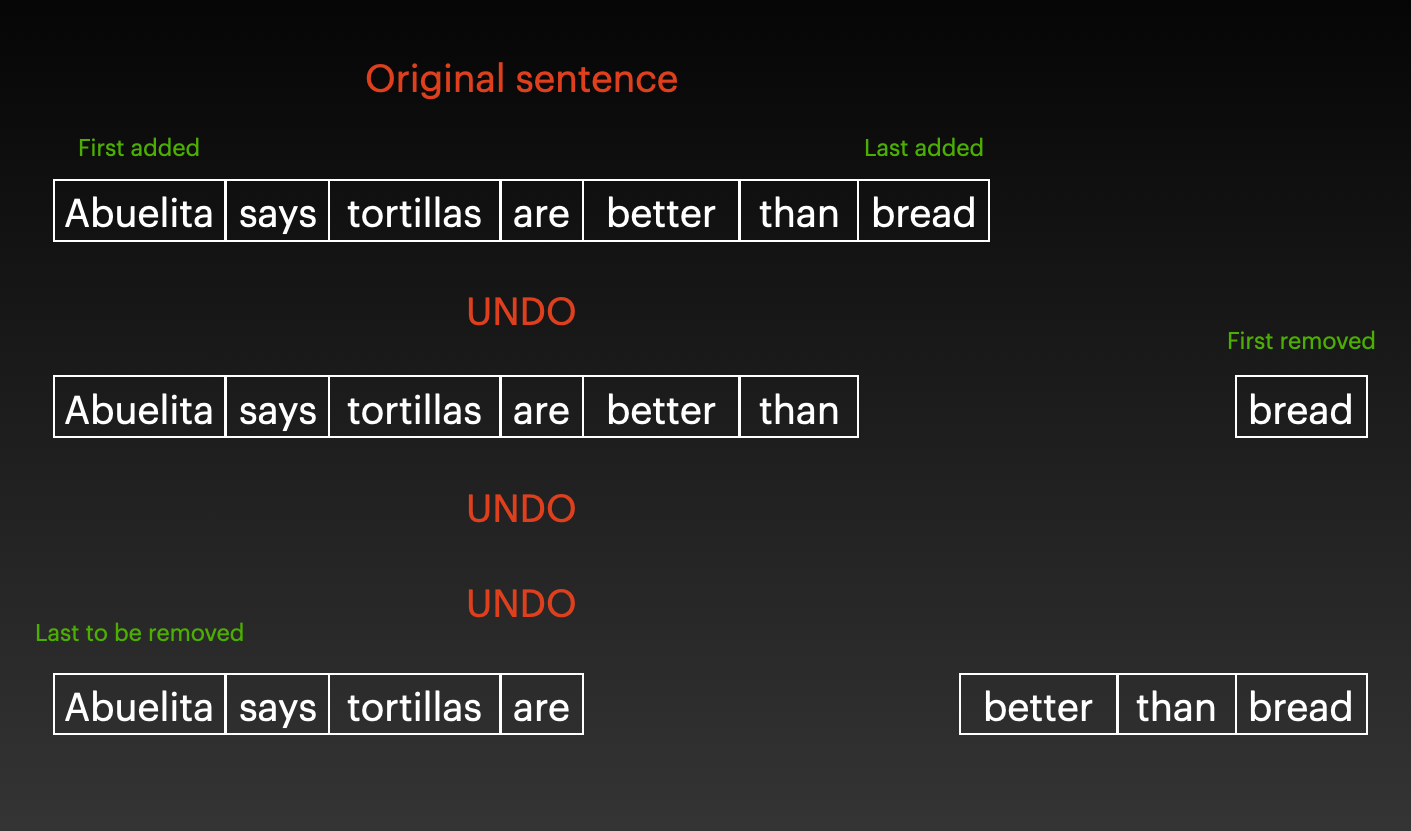 Original sentence
First added Last added
Abuelita says tortillas are better than bread
UNDO
First removed
Abuelita says tortillas are better than bread
UNDO
UNDO
Last to be removed
Abuelita says tortillas are better than bread